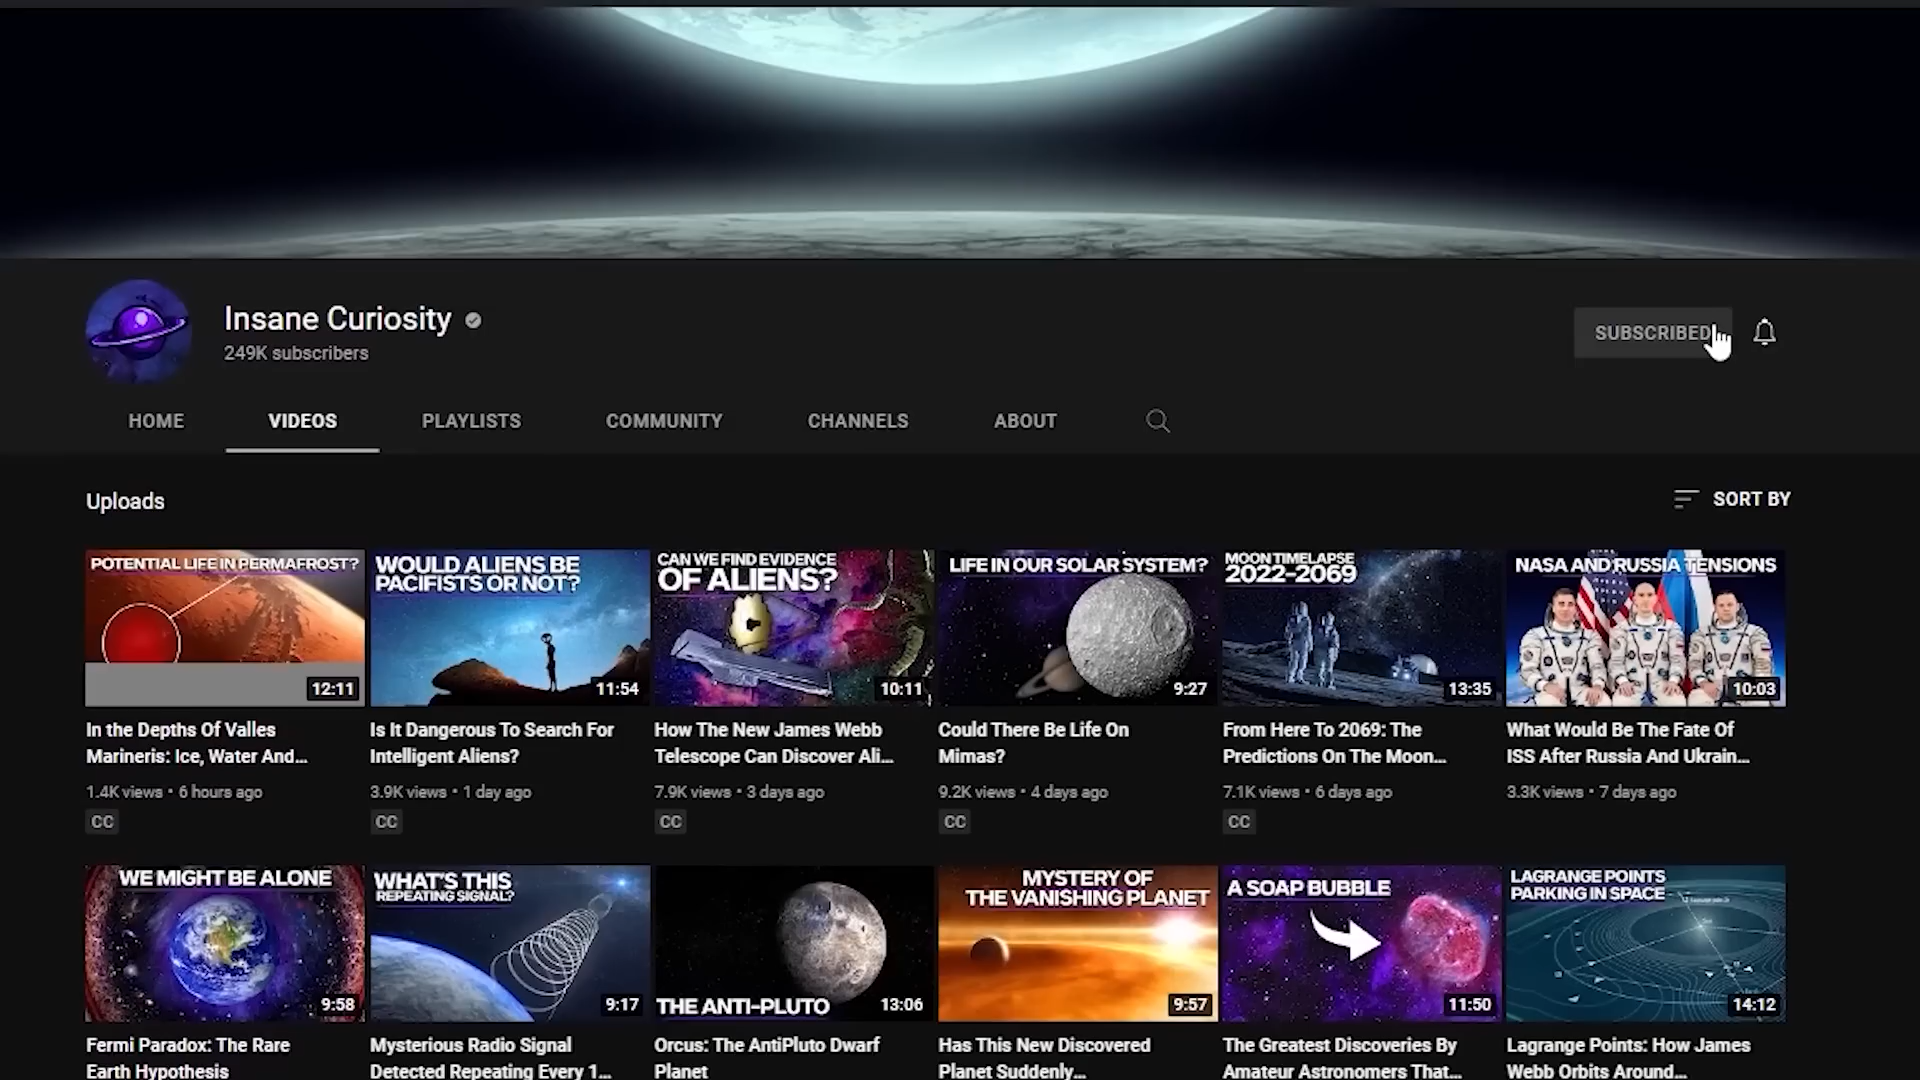 Insane Curiosity
249K subscribers
SUBSCRIBED
HOME
VIDEOS
PLAYLISTS
COMMUNITY
CHANNELS
ABOUT
Uploads
SORT BY
POTENTIAL LIFE IN PERMAFROST?
12:11
WOULD ALIENS BE
PACIFISTS OR NOT?
11:54
CAN WE FIND EVIDENCE
OF ALIENS?
10:11
LIFE IN OUR SOLAR SYSTEM?
9:27
MOON TIMELAPSE
2022-2069
13:35
NASA AND RUSSIA TENSIONS
10:03
In the Depths Of Valles
Marineris: Ice, Water And...
1.4K views • 6 hours ago
CC
Is It Dangerous To Search For
Intelligent Aliens?
3.9K views • 1 day ago
CC
How The New James Webb
Telescope Can Discover Ali...
7.9K views • 3 days ago
CC
Could There Be Life On
Mimas?
9.2K views • 4 days ago
CC
From Here To 2069: The
Predictions On The Moon...
7.1K views • 6 days ago
CC
What Would Be The Fate Of
ISS After Russia And Ukrain...
3.3K views • 7 days ago
WE MIGHT BE ALONE
9:58
WHAT'S THIS
REPEATING SIGNAL?
9:17
THE ANTI-PLUTO
13:06
MYSTERY OF
THE VANISHING PLANET
9:57
A SOAP BUBBLE
11:50
LAGRANGE POINTS
PARKING IN SPACE
14:12
Fermi Paradox: The Rare
Earth Hypothesis
Mysterious Radio Signal
Detected Repeating Every 1...
Orcus: The AntiPluto Dwarf
Planet
Has This New Discovered
Planet Suddenly...
The Greatest Discoveries By
Amateur Astronomers That...
Lagrange Points: How James
Webb Orbits Around...